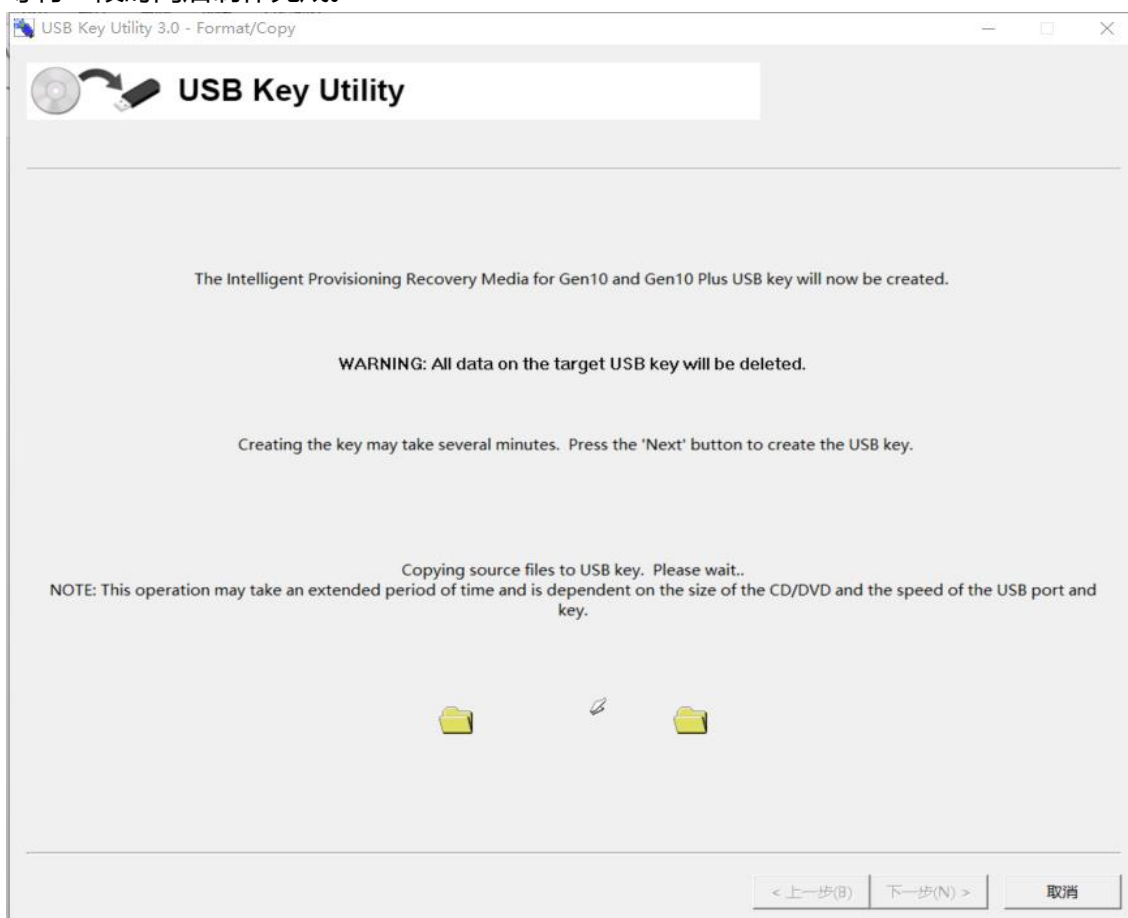 USB Key Utility 3.0 - Format/Copy
USB Key Utility
The Intelligent Provisioning Recovery Media for Gen10 and Gen10 Plus USB key will now be created.
WARNING: All data on the target USB key will be deleted.
Creating the key may take several minutes.  Press the 'Next' button to create the USB key.
Copying source files to USB key.  Please wait..
NOTE: This operation may take an extended period of time and is dependent on the size of the CD/DVD and the speed of the USB port and
key.
< 上一步(B)
下一步(N) >
取消